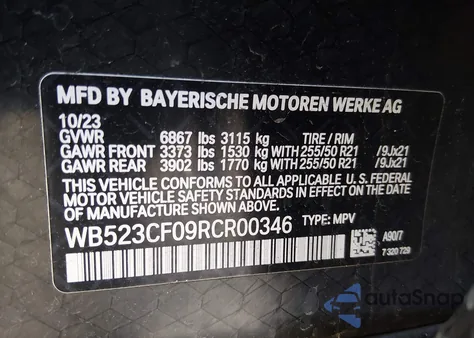 MFD BY BAYERISCHE MOTOREN WERKE AG
10/23
GVWR 6867 lbs 3115 kg TIRE / RIM
GAWR FRONT 3373 lbs 1530 kg WITH 255/50 R21 /9Jx21
GAWR REAR 3902 lbs 1770 kg WITH 255/50 R21 /9Jx21
THIS VEHICLE CONFORMS TO ALL APPLICABLE U. S. FEDERAL
MOTOR VEHICLE SAFETY STANDARDS IN EFFECT ON THE DATE
OF MANUFACTURE SHOWN ABOVE.
WB523CF09RCR00346 TYPE: MPV
A90/7
7 320 729
autoSnap